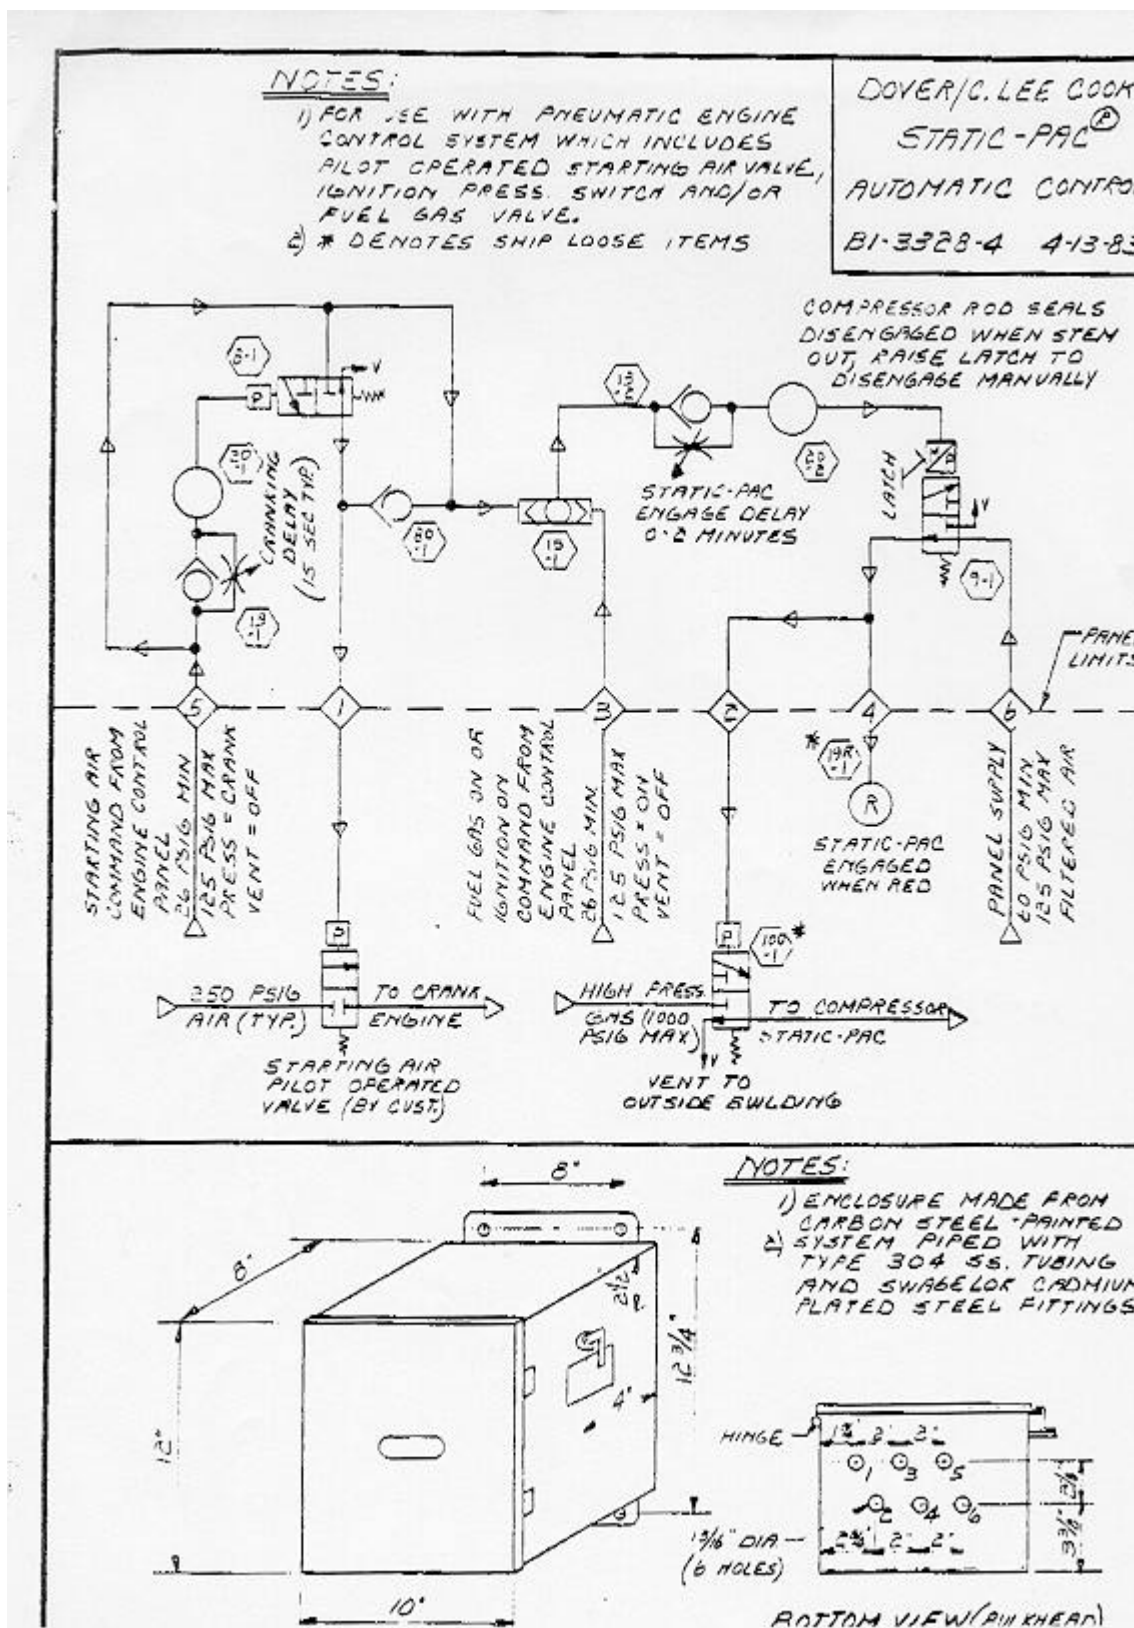 NOTES:
1) FOR USE WITH PNEUMATIC ENGINE
CONTROL SYSTEM WHICH INCLUDES
PILOT OPERATED STARTING AIR VALVE,
IGNITION PRESS. SWITCH AND/OR
FUEL GAS VALVE.
2) * DENOTES SHIP LOOSE ITEMS
DOVER/C. LEE COOK
STATIC-PAC ®
AUTOMATIC CONTRO
B1-3328-4 4-13-83
COMPRESSOR ROD SEALS
DISENGAGED WHEN STEM
OUT, RAISE LATCH TO
DISENGAGE MANUALLY
P
V
20
-1
CRANKING
DELAY
(15 SEC TYP.)
19
-1
80
-1
15
-1
STATIC-PAC
ENGAGE DELAY
0-2 MINUTES
20
-2
LATCH
V
9-1
PANE
LIMITS
5
1
3
2
4
6
STARTING AIR
COMMAND FROM
ENGINE CONTROL
PANEL
26 PSIG MIN
125 PSIG MAX
PRESS = CRANK
VENT = OFF
FUEL GAS ON OR
IGNITION ON
COMMAND FROM
ENGINE CONTROL
PANEL
26 PSIG MIN.
125 PSIG MAX
PRESS = ON
VENT = OFF
*
19R
-1
R
STATIC-PAC
ENGAGED
WHEN RED
PANEL SUPPLY
60 PSIG MIN
125 PSIG MAX
FILTERED AIR
P
P
100
-1
*
250 PSIG
AIR (TYP.)
TO CRANK
ENGINE
HIGH PRESS.
GAS (1000
PSIG MAX)
TO COMPRESSOR
STATIC-PAC
V
STARTING AIR
PILOT OPERATED
VALVE (BY CUST.)
VENT TO
OUTSIDE BUILDING
NOTES:
1) ENCLOSURE MADE FROM
CARBON STEEL - PAINTED
2) SYSTEM PIPED WITH
TYPE 304 SS. TUBING
AND SWAGELOK CADMIUM
PLATED STEEL FITTINGS
8"
8"
2 1/2"
12 3/4"
4"
12"
10"
HINGE
2"
2"
1
3
5
2
4
6
1 3/16" DIA.
(6 HOLES)
2"
2"
BOTTOM VIEW (BULKHEAD)